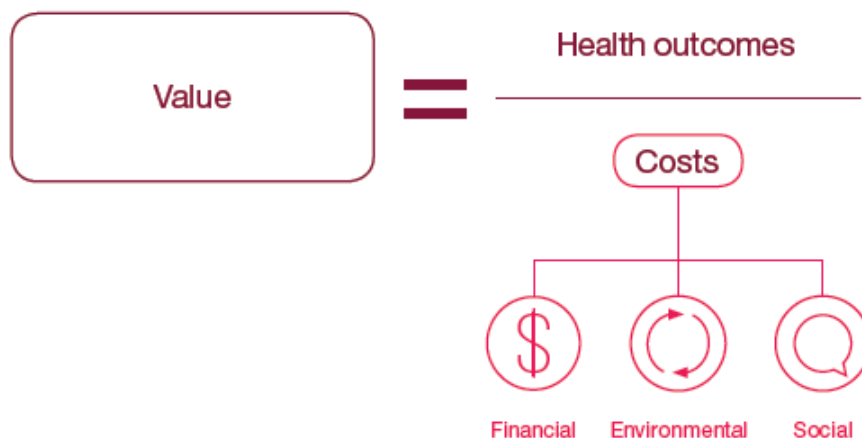 Value
=
Health outcomes
Costs
$
Financial
Environmental
Social